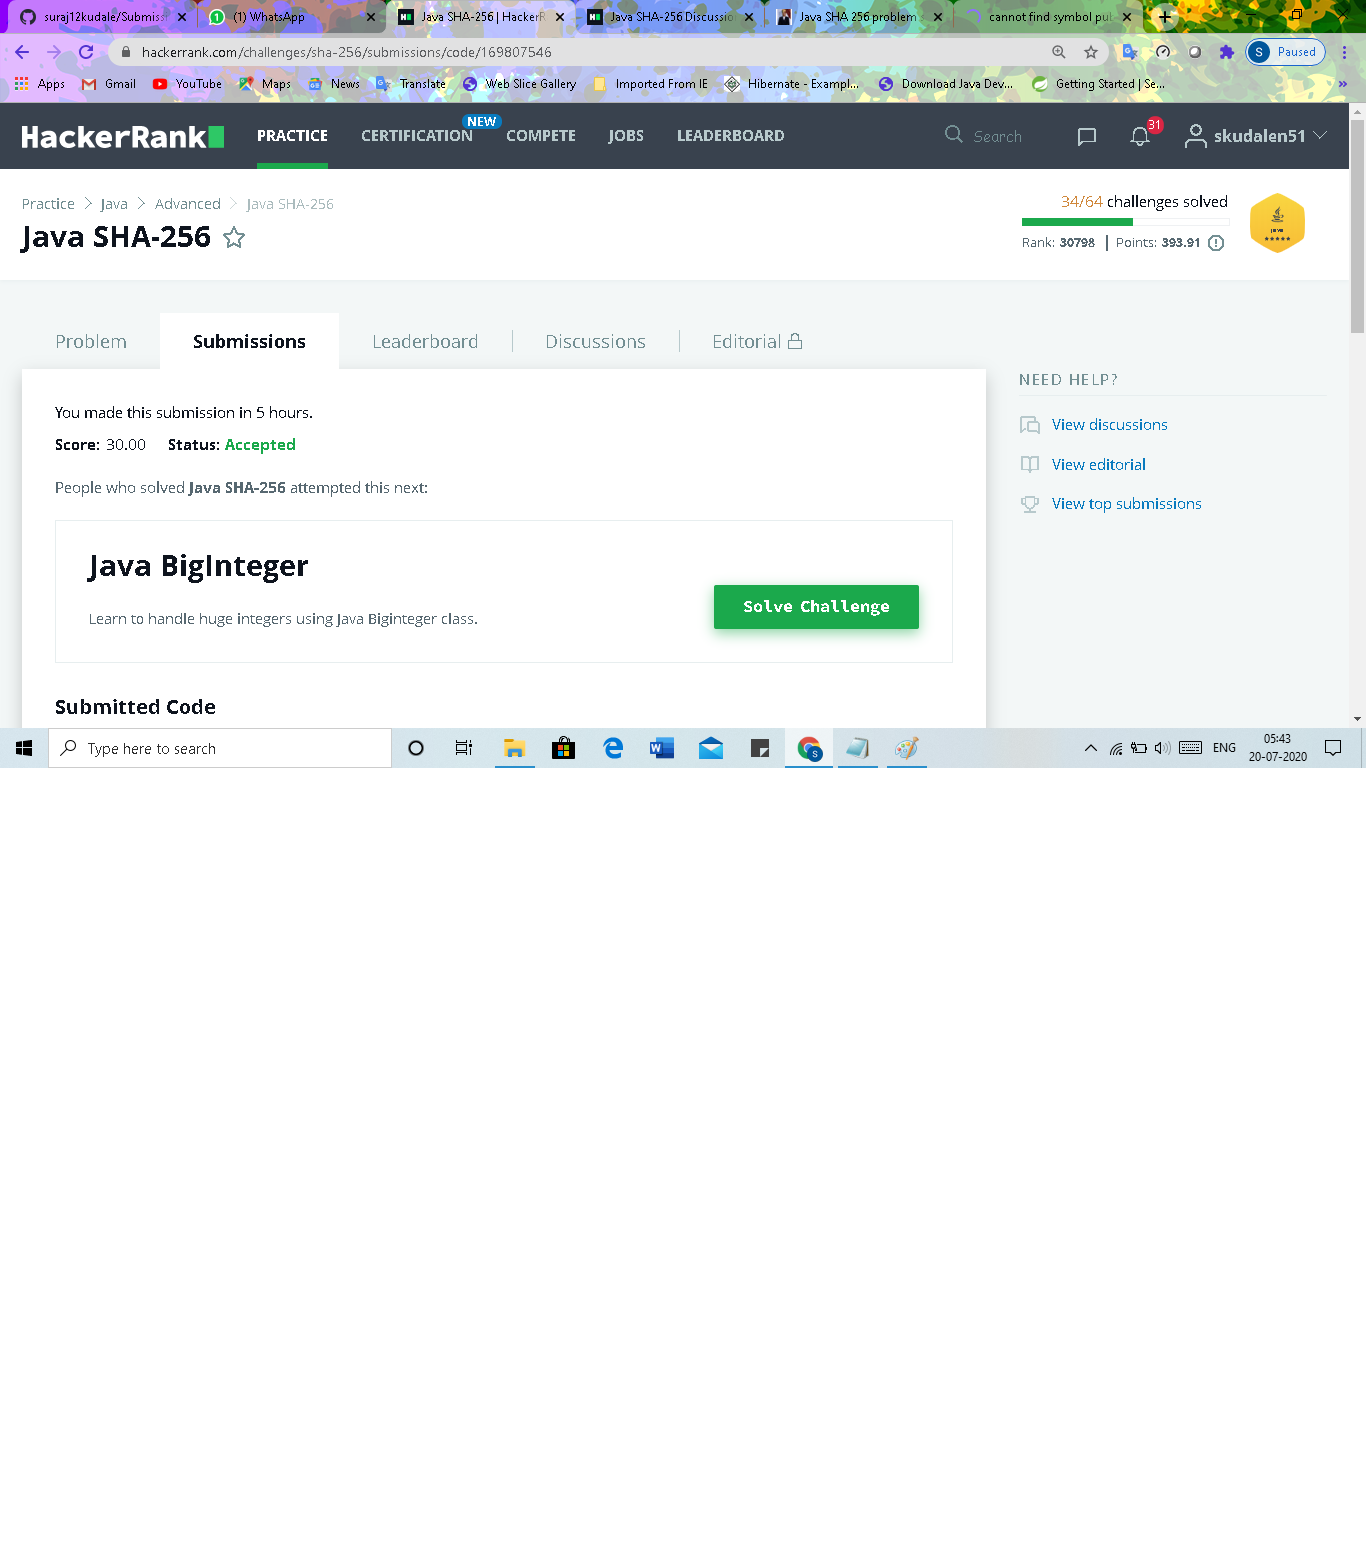 suraj12kudale/Submiss
(1) WhatsApp
Java SHA-256 | HackerR
Java SHA-256 Discussio
Java SHA 256 problem
cannot find symbol pub
hackerrank.com/challenges/sha-256/submissions/code/169807546
S Paused
Apps Gmail YouTube Maps News Translate Web Slice Gallery Imported From IE Hibernate - Exampl... Download Java Dev... Getting Started | Se...
HackerRank PRACTICE CERTIFICATION NEW COMPETE JOBS LEADERBOARD Search 31 skudalen51
Practice > Java > Advanced > Java SHA-256
34/64 challenges solved
Java SHA-256
Rank: 30798 | Points: 393.91
Java
Problem Submissions Leaderboard Discussions Editorial
NEED HELP?
You made this submission in 5 hours.
View discussions
Score: 30.00 Status: Accepted
View editorial
People who solved Java SHA-256 attempted this next:
View top submissions
Java BigInteger
Solve Challenge
Learn to handle huge integers using Java Biginteger class.
Submitted Code
Type here to search
ENG
05:43
20-07-2020